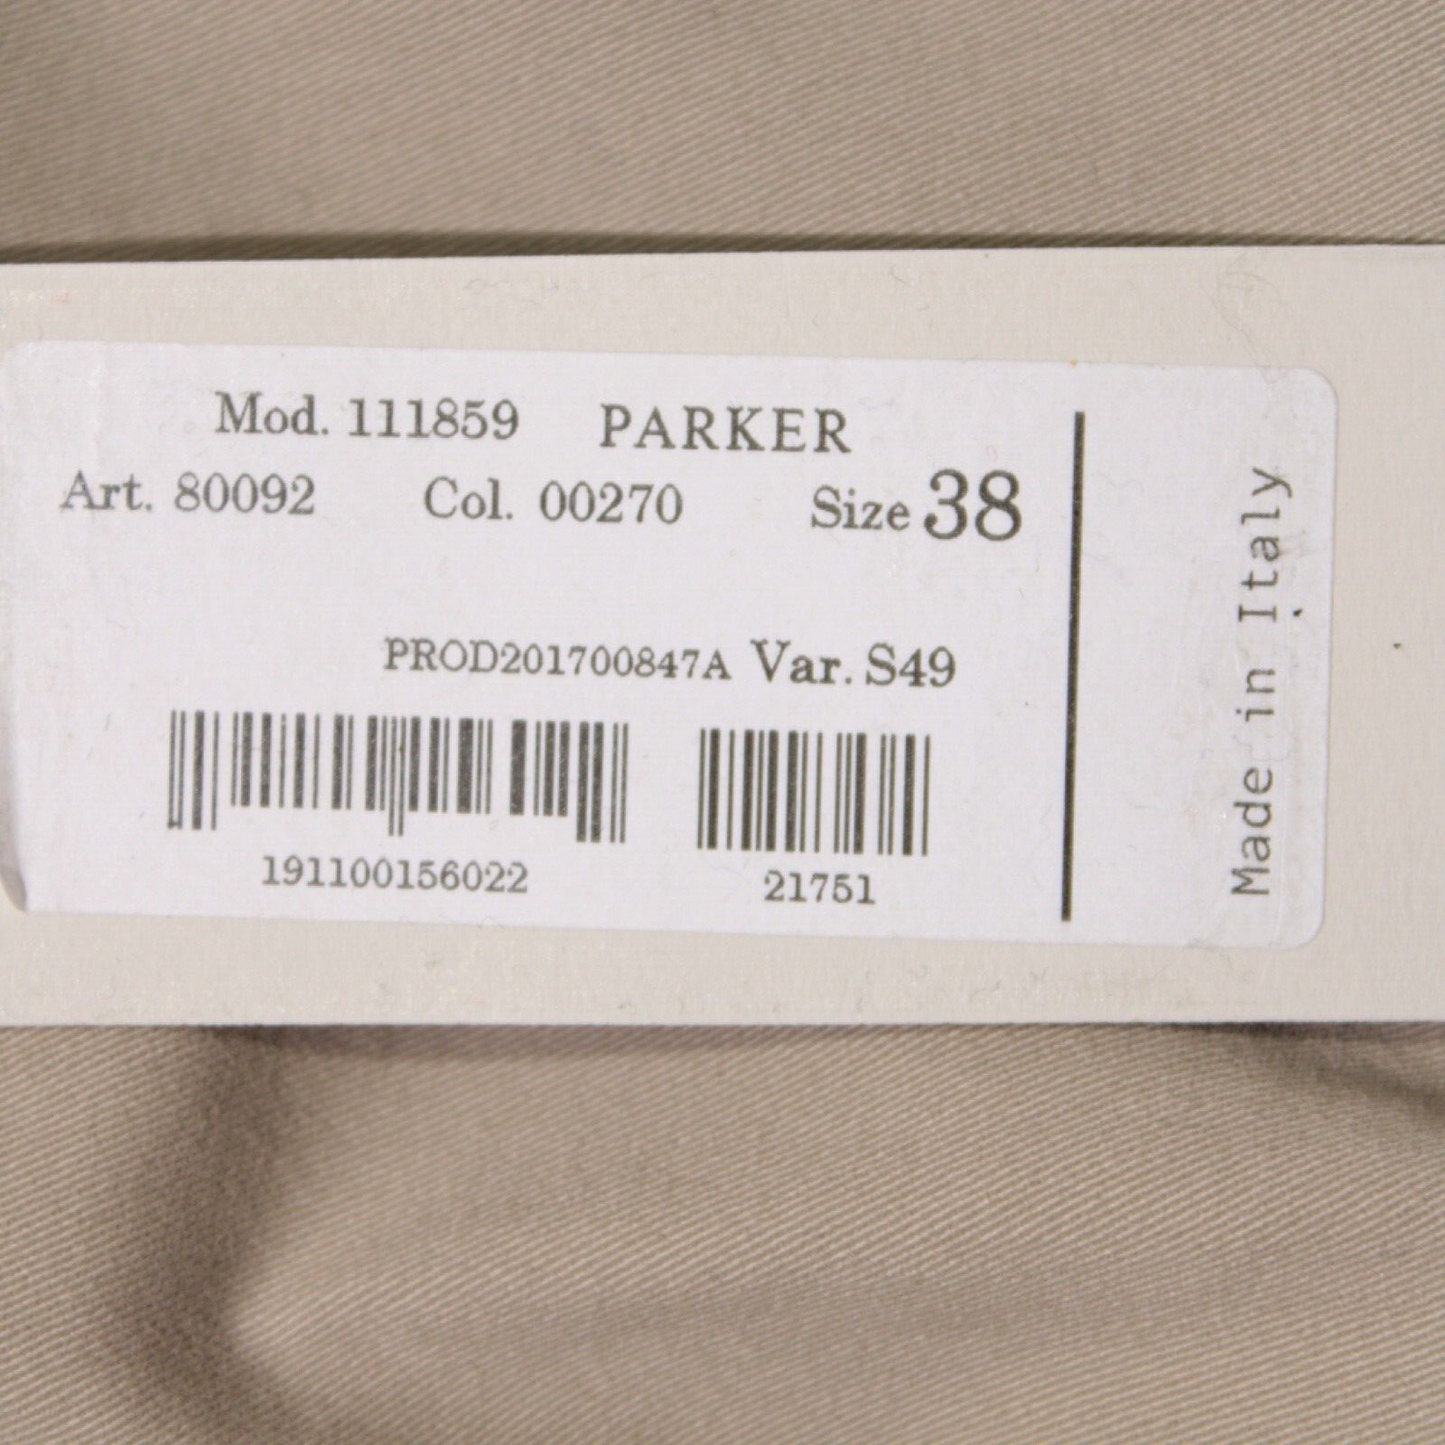 Mod. 111859 PARKER
Art. 80092 Col. 00270 Size 38
PROD201700847A Var. S49
191100156022 21751
Made in Italy